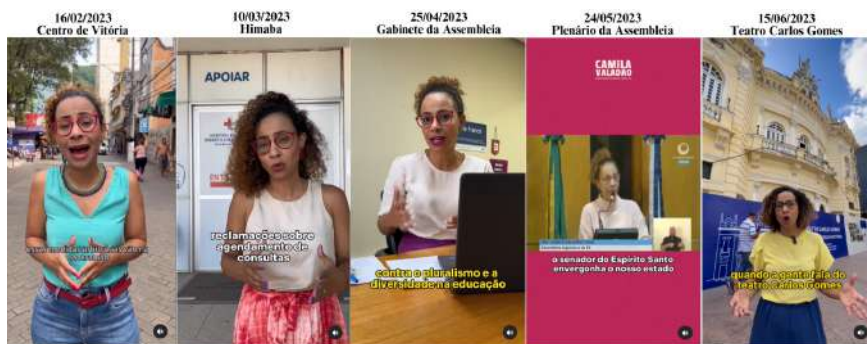 16/02/2023
Centro de Vitória
10/03/2023
Himaba
25/04/2023
Gabinete da Assembleia
24/05/2023
Plenário da Assembleia
15/06/2023
Teatro Carlos Gomes
APOIAR
reclamações sobre
agendamento de
consultas
contra o pluralismo e a
diversidade na educação
CAMILA
VALADÃO
o senador do Espírito Santo
envergonha o nosso estado
quando a gente fala do
teatro Carlos Gomes